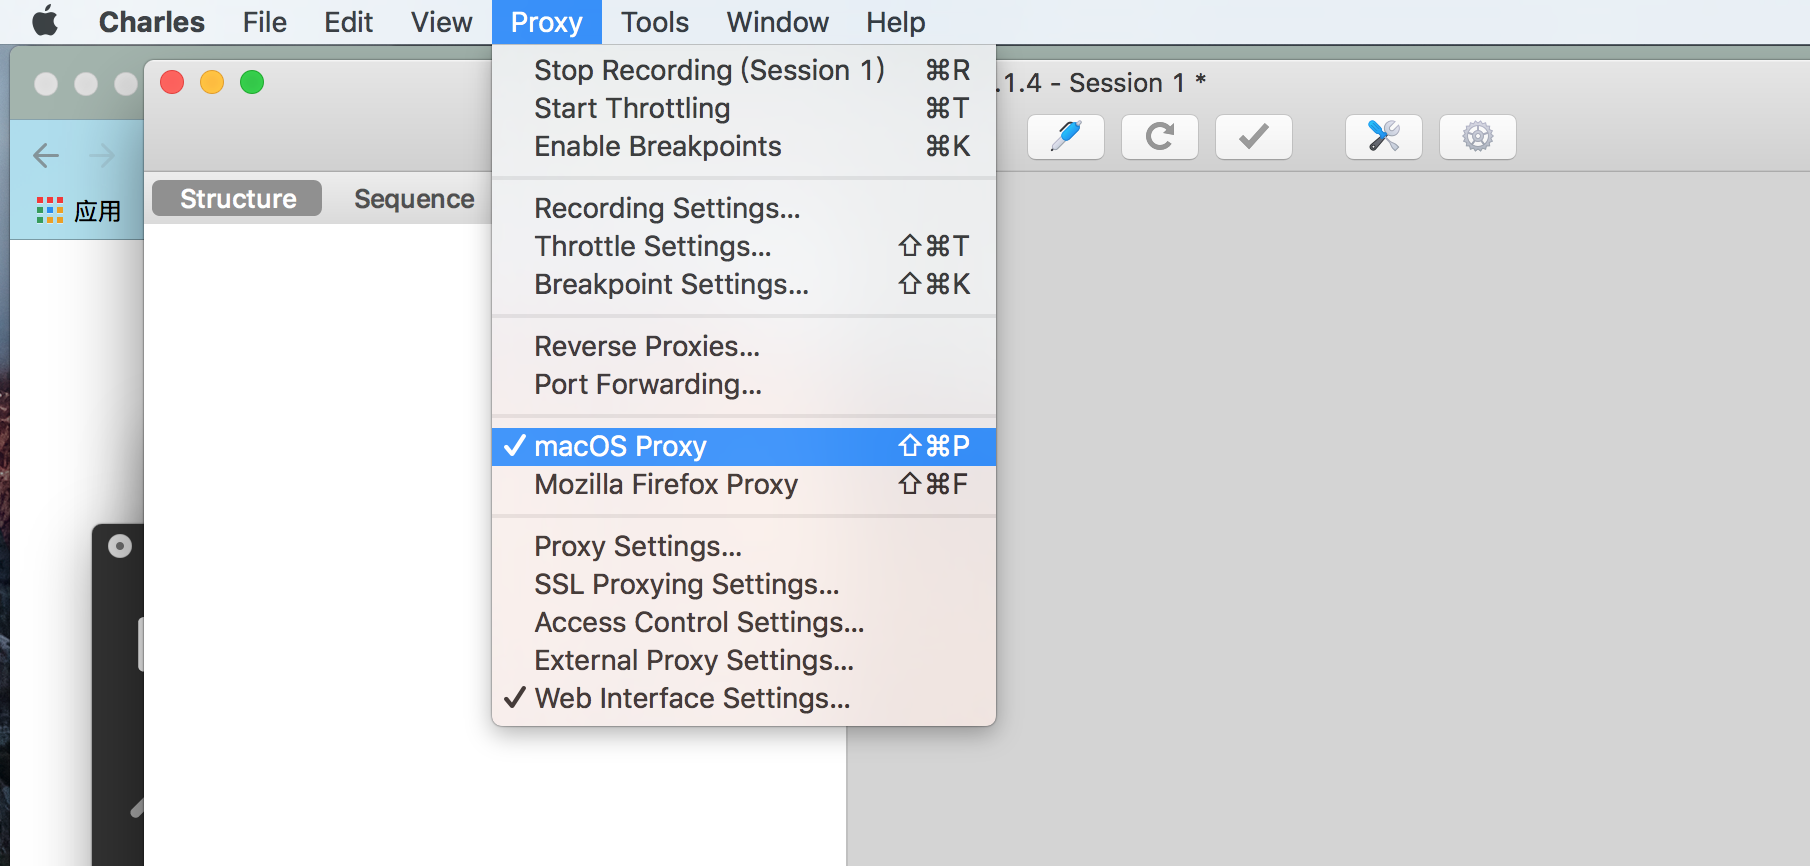 Charles File Edit View Proxy Tools Window Help
.1.4 - Session 1 *
Stop Recording (Session 1) ⌘R
Start Throttling ⌘T
Enable Breakpoints ⌘K
Structure Sequence
应用
Recording Settings...
Throttle Settings... ⇧⌘T
Breakpoint Settings... ⇧⌘K
Reverse Proxies...
Port Forwarding...
✓ macOS Proxy ⇧⌘P
Mozilla Firefox Proxy ⇧⌘F
Proxy Settings...
SSL Proxying Settings...
Access Control Settings...
External Proxy Settings...
✓ Web Interface Settings...